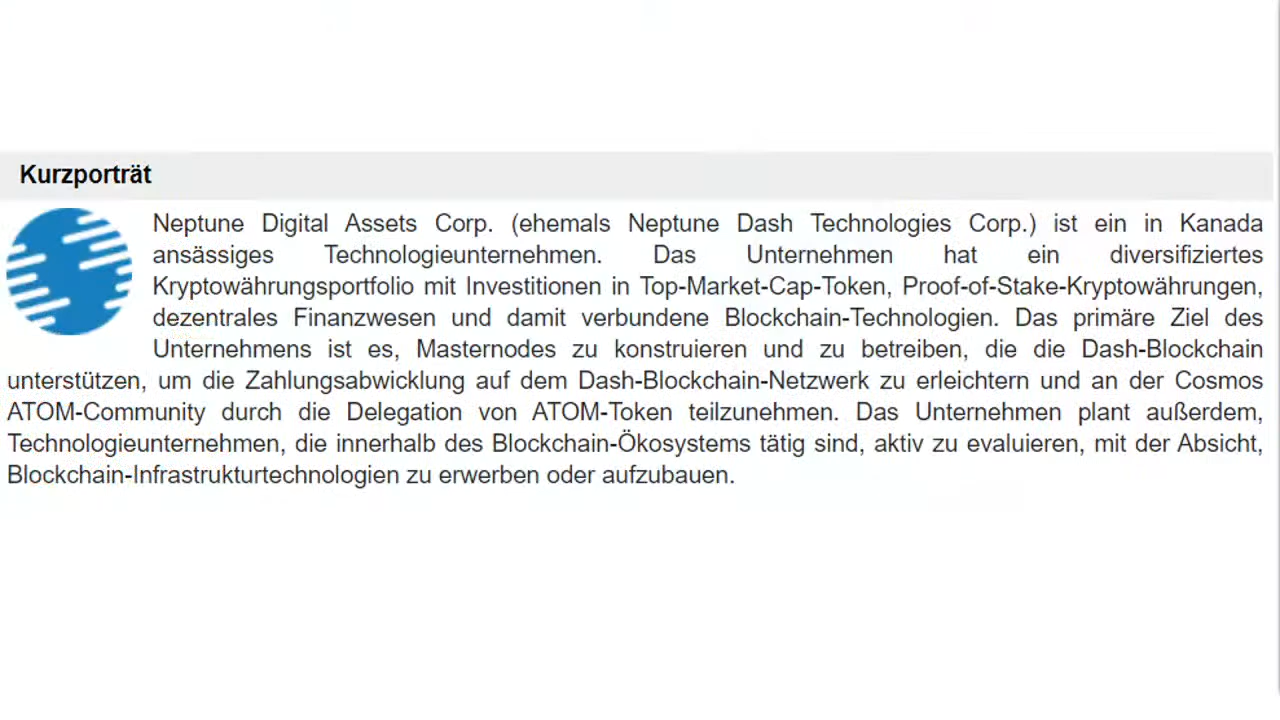 Kurzporträt
Neptune Digital Assets Corp. (ehemals Neptune Dash Technologies Corp.) ist ein in Kanada
ansässiges Technologieunternehmen. Das Unternehmen hat ein diversifiziertes
Kryptowährungsportfolio mit Investitionen in Top-Market-Cap-Token, Proof-of-Stake-Kryptowährungen,
dezentrales Finanzwesen und damit verbundene Blockchain-Technologien. Das primäre Ziel des
Unternehmens ist es, Masternodes zu konstruieren und zu betreiben, die die Dash-Blockchain
unterstützen, um die Zahlungsabwicklung auf dem Dash-Blockchain-Netzwerk zu erleichtern und an der Cosmos
ATOM-Community durch die Delegation von ATOM-Token teilzunehmen. Das Unternehmen plant außerdem,
Technologieunternehmen, die innerhalb des Blockchain-Ökosystems tätig sind, aktiv zu evaluieren, mit der Absicht,
Blockchain-Infrastrukturtechnologien zu erwerben oder aufzubauen.